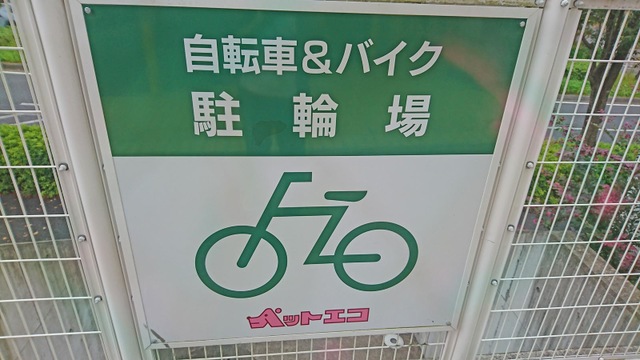 自転車&バイク
駐輪場
ペットエコ